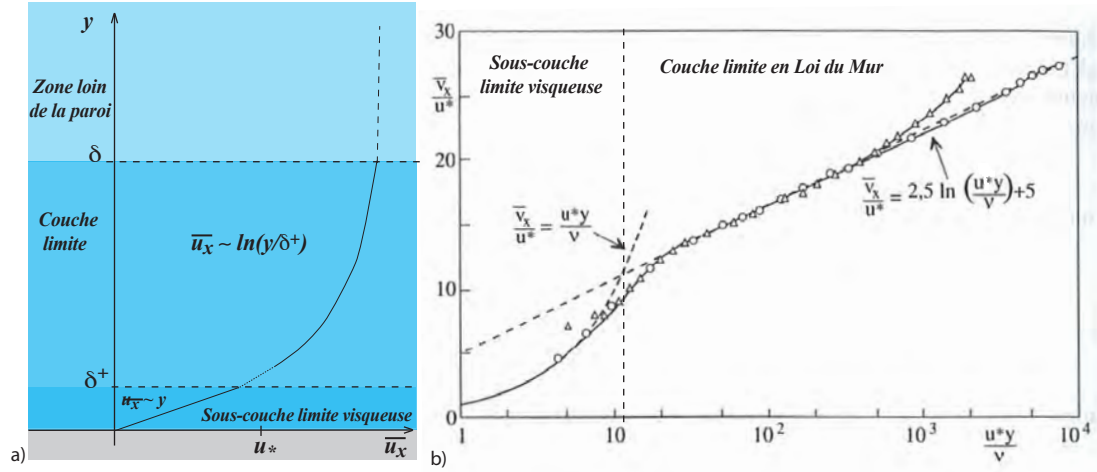 a)
y
Zone loin
de la paroi
δ
Couche
limite
u̅x̅ ~ ln(y/δ⁺)
δ⁺
u̅x̅ ~ y
Sous-couche limite visqueuse
u*
u̅x̅
b)
30
20
10
0
v̅x/u*
Sous-couche
limite visqueuse
Couche limite en Loi du Mur
v̅x/u* = u*y/ν
v̅x/u* = 2,5 ln (u*y/ν)+5
1
10
10²
10³
10⁴
u*y/ν